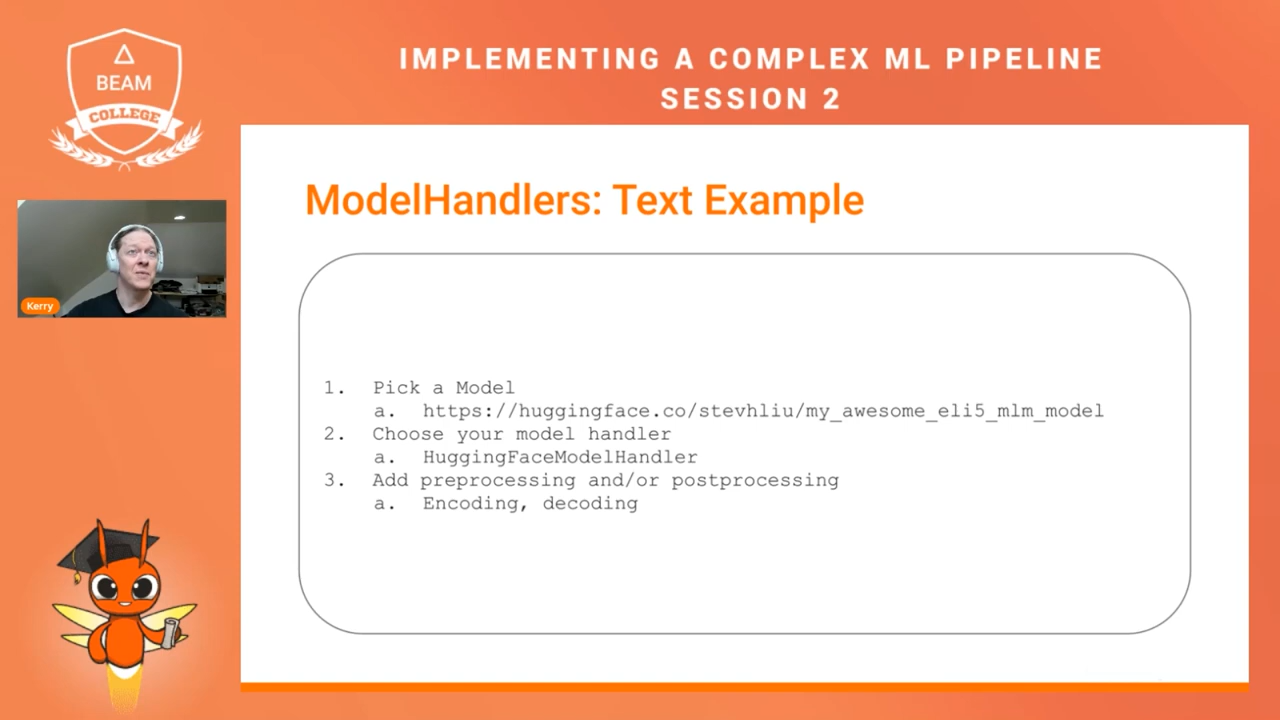 BEAM
COLLEGE
IMPLEMENTING A COMPLEX ML PIPELINE
SESSION 2
Kerry
ModelHandlers: Text Example
1. Pick a Model
a. https://huggingface.co/stevhliu/my_awesome_eli5_mlm_model
2. Choose your model handler
a. HuggingFaceModelHandler
3. Add preprocessing and/or postprocessing
a. Encoding, decoding